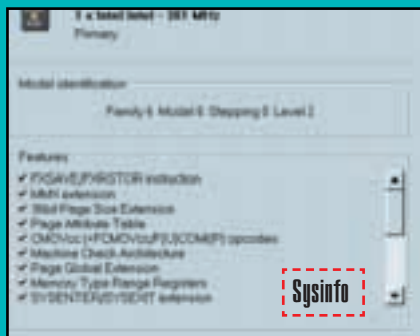 1 x Intel Intel - 381 MHz
Primary
Model identification
Family 6 Model 6 Stepping 0 Level 2
Features
✔ FXSAVE/FXRSTOR instruction
✔ MMX extension
✔ 36bit Page Size Extension
✔ Page Attribute Table
✔ CMOVcc (+FCMOVcc/F(U)COMI(P)) opcodes
✔ Machine Check Architecture
✔ Page Global Extension
✔ Memory Type Range Registers
✔ SYSENTER/SYSEXIT extension
Sysinfo